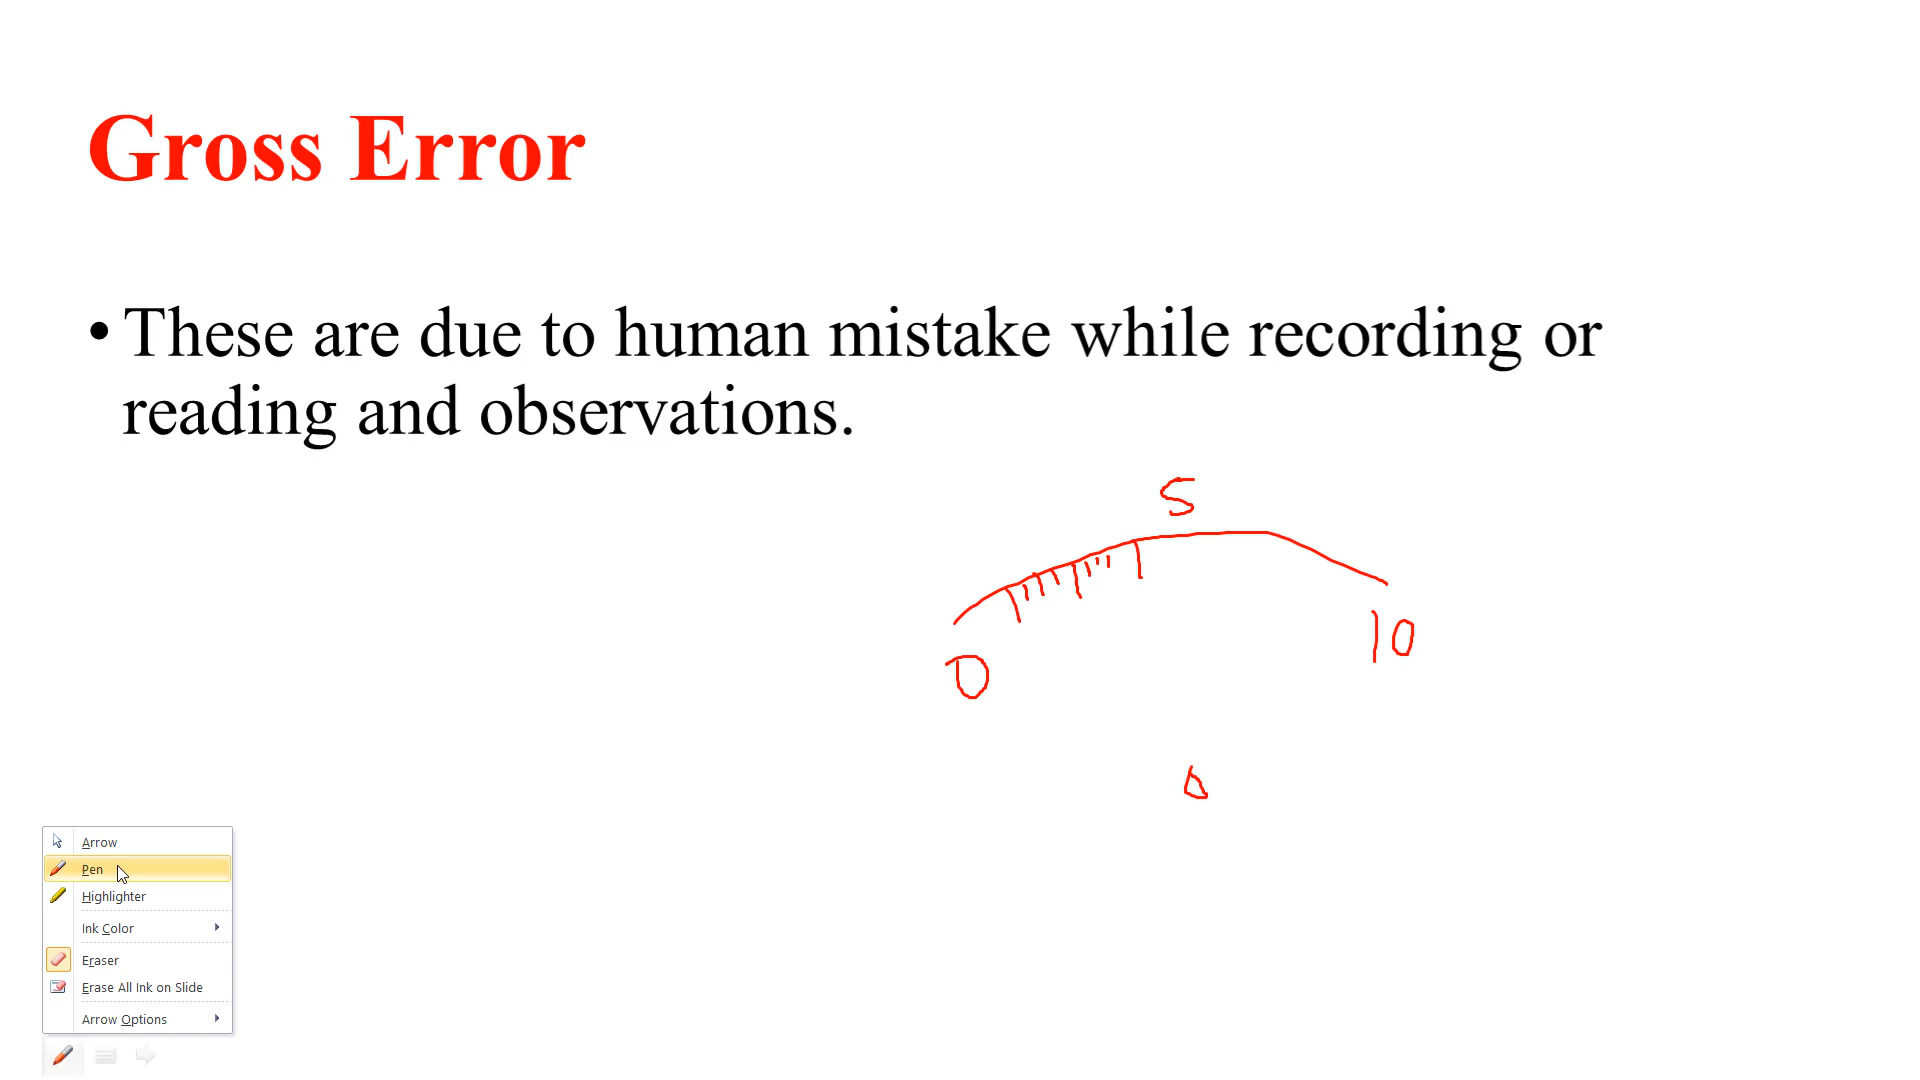 Gross Error
• These are due to human mistake while recording or
reading and observations.
5
0
10
Arrow
Pen
Highlighter
Ink Color
Eraser
Erase All Ink on Slide
Arrow Options